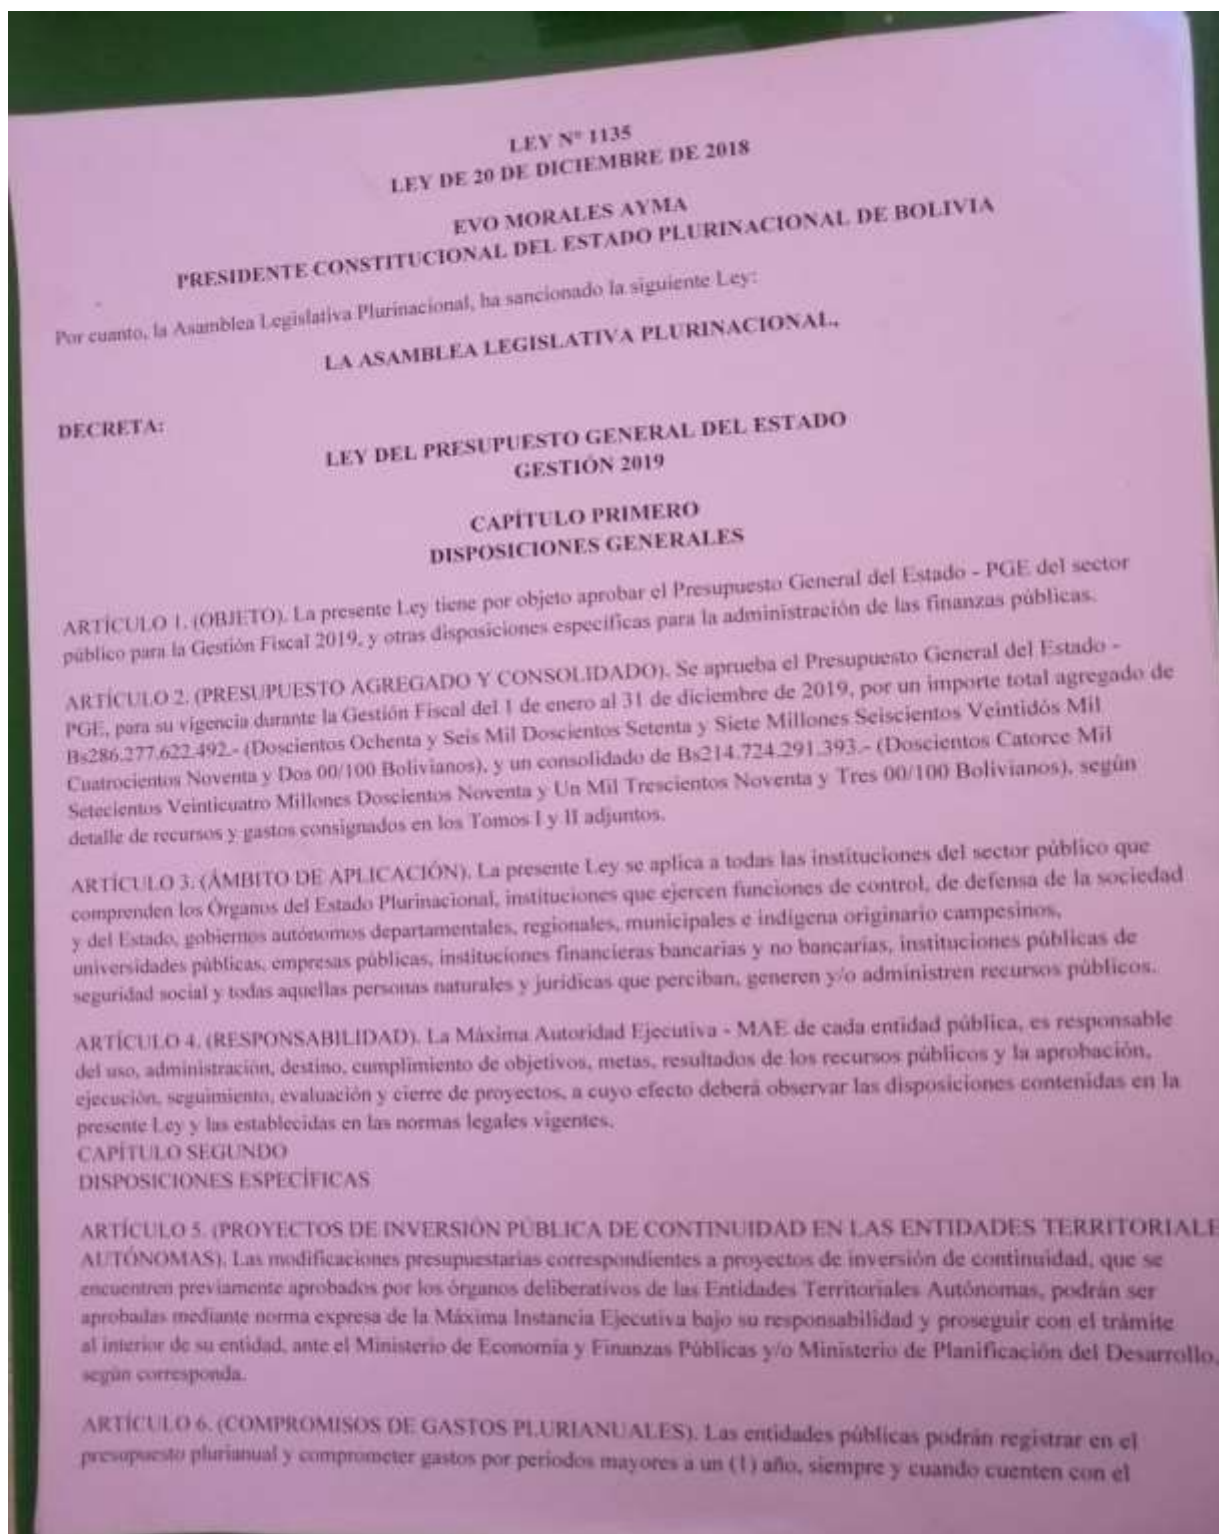 LEY Nº 1135
LEY DE 20 DE DICIEMBRE DE 2018
EVO MORALES AYMA
PRESIDENTE CONSTITUCIONAL DEL ESTADO PLURINACIONAL DE BOLIVIA
Por cuanto, la Asamblea Legislativa Plurinacional, ha sancionado la siguiente Ley:
LA ASAMBLEA LEGISLATIVA PLURINACIONAL,
DECRETA:
LEY DEL PRESUPUESTO GENERAL DEL ESTADO
GESTIÓN 2019
CAPÍTULO PRIMERO
DISPOSICIONES GENERALES
ARTÍCULO 1. (OBJETO). La presente Ley tiene por objeto aprobar el Presupuesto General del Estado - PGE del sector
público para la Gestión Fiscal 2019, y otras disposiciones específicas para la administración de las finanzas públicas.
ARTÍCULO 2. (PRESUPUESTO AGREGADO Y CONSOLIDADO). Se aprueba el Presupuesto General del Estado -
PGE, para su vigencia durante la Gestión Fiscal del 1 de enero al 31 de diciembre de 2019, por un importe total agregado de
Bs286.277.622.492.- (Doscientos Ochenta y Seis Mil Doscientos Setenta y Siete Millones Seiscientos Veintidós Mil
Cuatrocientos Noventa y Dos 00/100 Bolivianos), y un consolidado de Bs214.724.291.393.- (Doscientos Catorce Mil
Setecientos Veinticuatro Millones Doscientos Noventa y Un Mil Trescientos Noventa y Tres 00/100 Bolivianos), según
detalle de recursos y gastos consignados en los Tomos I y II adjuntos.
ARTÍCULO 3. (ÁMBITO DE APLICACIÓN). La presente Ley se aplica a todas las instituciones del sector público que
comprenden los Órganos del Estado Plurinacional, instituciones que ejercen funciones de control, de defensa de la sociedad
y del Estado, gobiernos autónomos departamentales, regionales, municipales e indígena originario campesinos,
universidades públicas, empresas públicas, instituciones financieras bancarias y no bancarias, instituciones públicas de
seguridad social y todas aquellas personas naturales y jurídicas que perciban, generen y/o administren recursos públicos.
ARTÍCULO 4. (RESPONSABILIDAD). La Máxima Autoridad Ejecutiva - MAE de cada entidad pública, es responsable
del uso, administración, destino, cumplimiento de objetivos, metas, resultados de los recursos públicos y la aprobación,
ejecución, seguimiento, evaluación y cierre de proyectos, a cuyo efecto deberá observar las disposiciones contenidas en la
presente Ley y las establecidas en las normas legales vigentes.
CAPÍTULO SEGUNDO
DISPOSICIONES ESPECÍFICAS
ARTÍCULO 5. (PROYECTOS DE INVERSIÓN PÚBLICA DE CONTINUIDAD EN LAS ENTIDADES TERRITORIALE
AUTÓNOMAS). Las modificaciones presupuestarias correspondientes a proyectos de inversión de continuidad, que se
encuentren previamente aprobados por los órganos deliberativos de las Entidades Territoriales Autónomas, podrán ser
aprobadas mediante norma expresa de la Máxima Instancia Ejecutiva bajo su responsabilidad y proseguir con el trámite
al interior de su entidad, ante el Ministerio de Economía y Finanzas Públicas y/o Ministerio de Planificación del Desarrollo,
según corresponda.
ARTÍCULO 6. (COMPROMISOS DE GASTOS PLURIANUALES). Las entidades públicas podrán registrar en el
presupuesto plurianual y comprometer gastos por periodos mayores a un (1) año, siempre y cuando cuenten con el